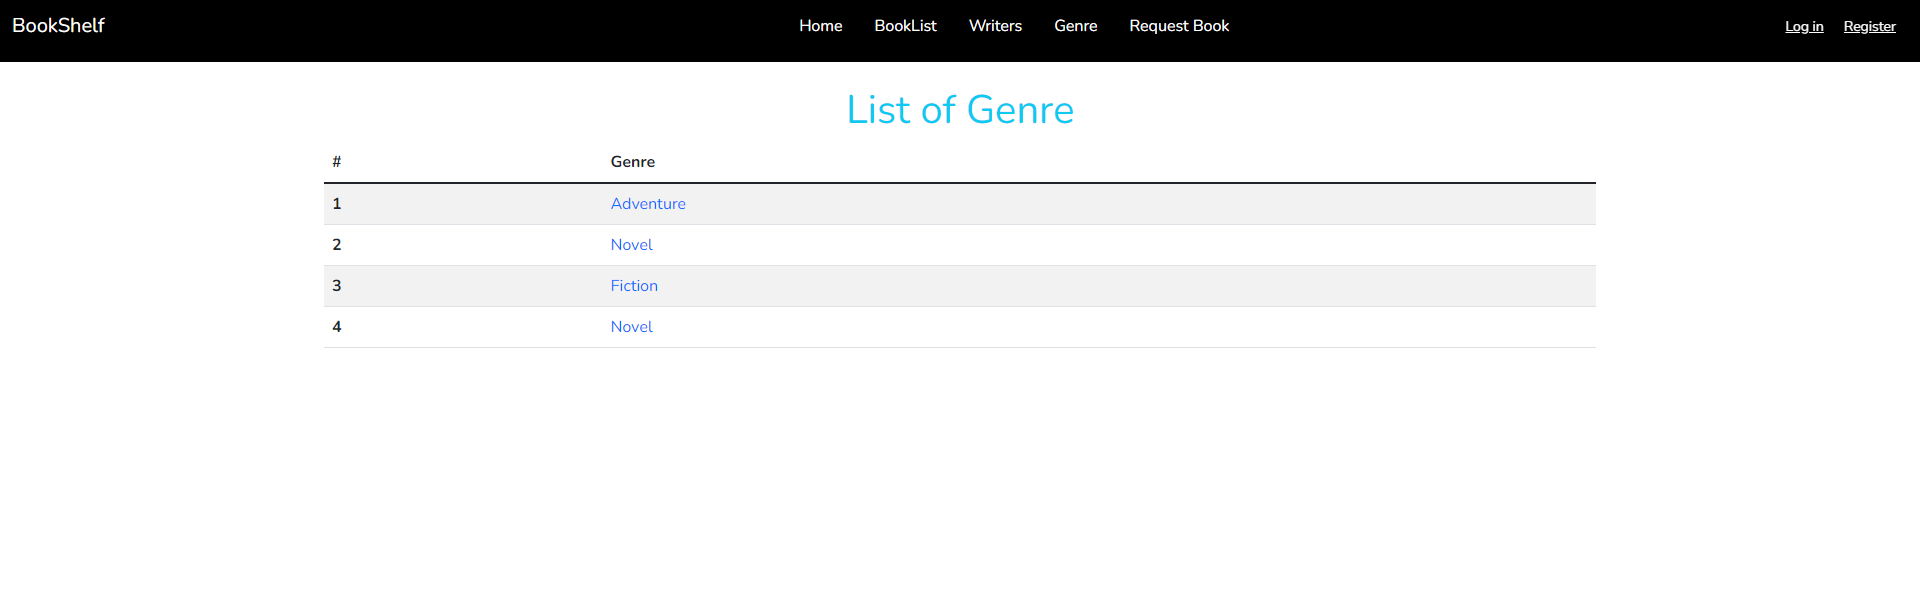 BookShelf Home BookList Writers Genre Request Book Log in Register
List of Genre
# Genre
1 Adventure
2 Novel
3 Fiction
4 Novel